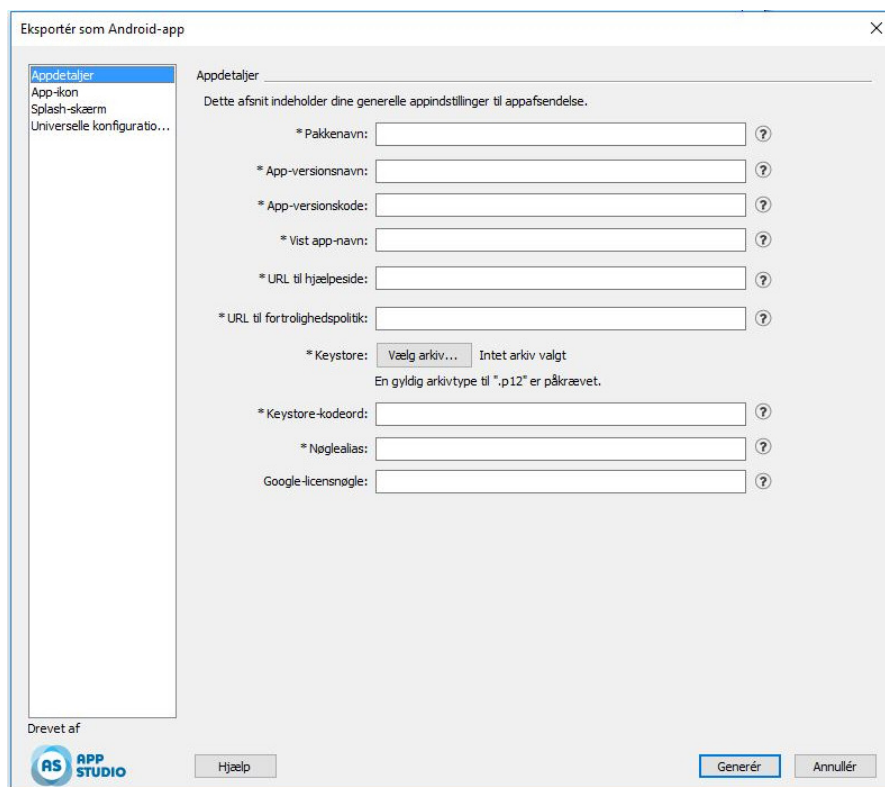 Eksportér som Android-app
Appdetaljer
App-ikon
Splash-skærm
Universelle konfiguratio...
Appdetaljer
Dette afsnit indeholder dine generelle appindstillinger til appafsendelse.
* Pakkenavn:
* App-versionsnavn:
* App-versionskode:
* Vist app-navn:
* URL til hjælpeside:
* URL til fortrolighedspolitik:
* Keystore: Vælg arkiv... Intet arkiv valgt
En gyldig arkivtype til ".p12" er påkrævet.
* Keystore-kodeord:
* Nøglealias:
Google-licensnøgle:
Drevet af
AS APP STUDIO
Hjælp Generér Annullér